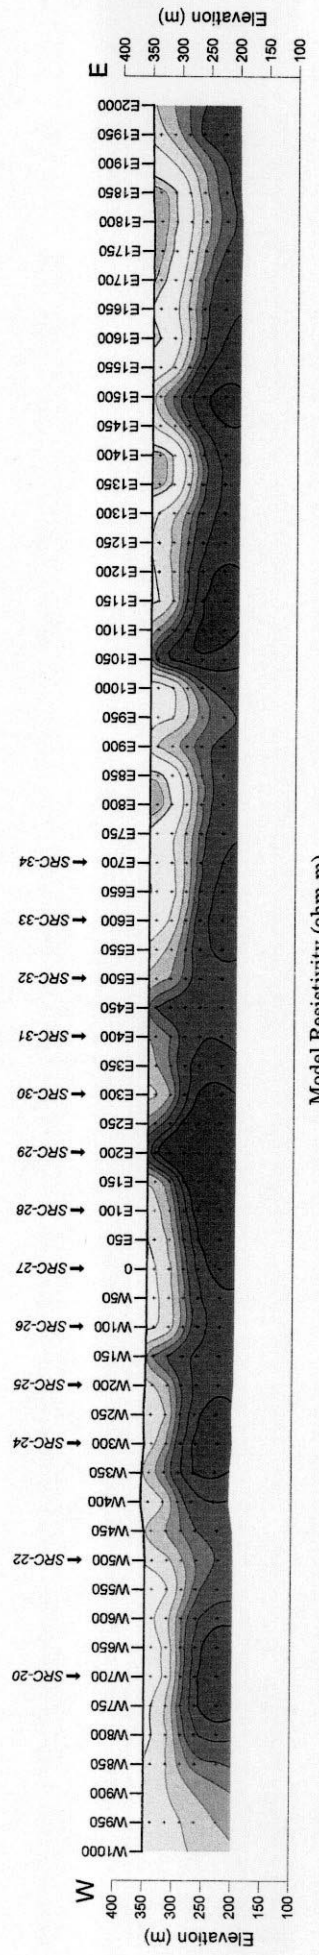 SRC-20 SRC-22 SRC-24 SRC-25 SRC-26 SRC-27 SRC-28 SRC-29 SRC-30 SRC-31 SRC-32 SRC-33 SRC-34
W E
W1000 W950 W900 W850 W800 W750 W700 W650 W600 W550 W500 W450 W400 W350 W300 W250 W200 W150 W100 W50 0 E50 E100 E150 E200 E250 E300 E350 E400 E450 E500 E550 E600 E650 E700 E750 E800 E850 E900 E950 E1000 E1050 E1100 E1150 E1200 E1250 E1300 E1350 E1400 E1450 E1500 E1550 E1600 E1650 E1700 E1750 E1800 E1850 E1900 E1950 E2000
Elevation (m)
400
300
200
100
400
300
200
100
Elevation (m)
Model Resistivity (ohm-m)